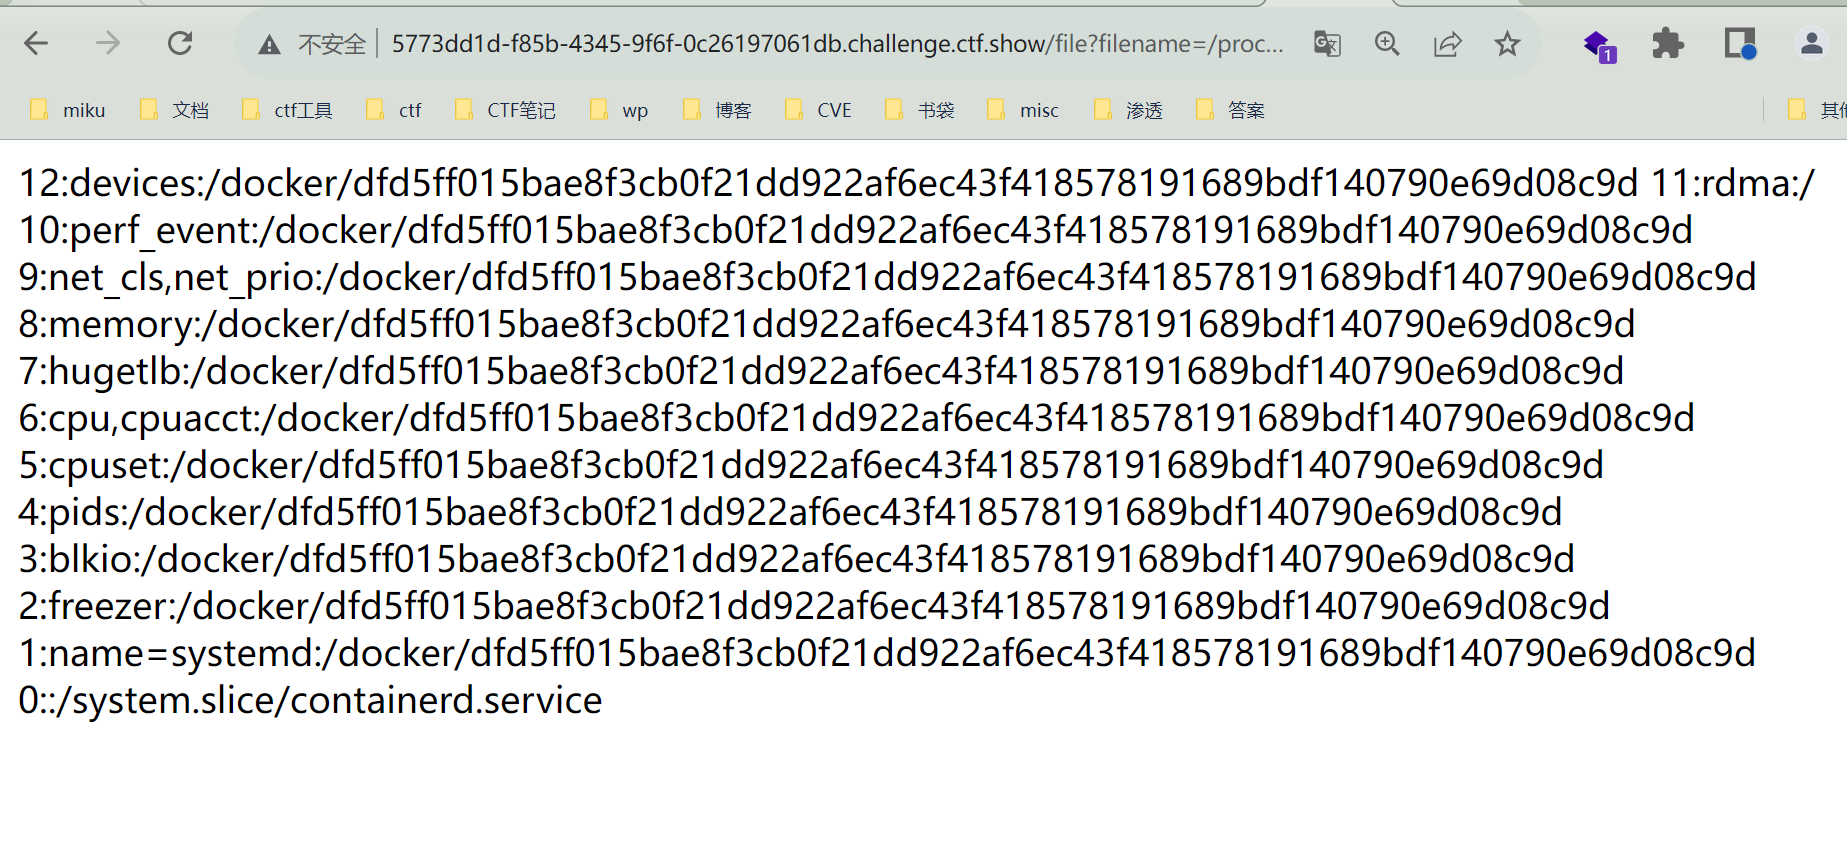 不安全 5773dd1d-f85b-4345-9f6f-0c26197061db.challenge.ctf.show/file?filename=/proc...
1
miku 文档 ctf工具 ctf CTF笔记 wp 博客 CVE 书袋 misc 渗透 答案
12:devices:/docker/dfd5ff015bae8f3cb0f21dd922af6ec43f418578191689bdf140790e69d08c9d 11:rdma:/
10:perf_event:/docker/dfd5ff015bae8f3cb0f21dd922af6ec43f418578191689bdf140790e69d08c9d
9:net_cls,net_prio:/docker/dfd5ff015bae8f3cb0f21dd922af6ec43f418578191689bdf140790e69d08c9d
8:memory:/docker/dfd5ff015bae8f3cb0f21dd922af6ec43f418578191689bdf140790e69d08c9d
7:hugetlb:/docker/dfd5ff015bae8f3cb0f21dd922af6ec43f418578191689bdf140790e69d08c9d
6:cpu,cpuacct:/docker/dfd5ff015bae8f3cb0f21dd922af6ec43f418578191689bdf140790e69d08c9d
5:cpuset:/docker/dfd5ff015bae8f3cb0f21dd922af6ec43f418578191689bdf140790e69d08c9d
4:pids:/docker/dfd5ff015bae8f3cb0f21dd922af6ec43f418578191689bdf140790e69d08c9d
3:blkio:/docker/dfd5ff015bae8f3cb0f21dd922af6ec43f418578191689bdf140790e69d08c9d
2:freezer:/docker/dfd5ff015bae8f3cb0f21dd922af6ec43f418578191689bdf140790e69d08c9d
1:name=systemd:/docker/dfd5ff015bae8f3cb0f21dd922af6ec43f418578191689bdf140790e69d08c9d
0::/system.slice/containerd.service